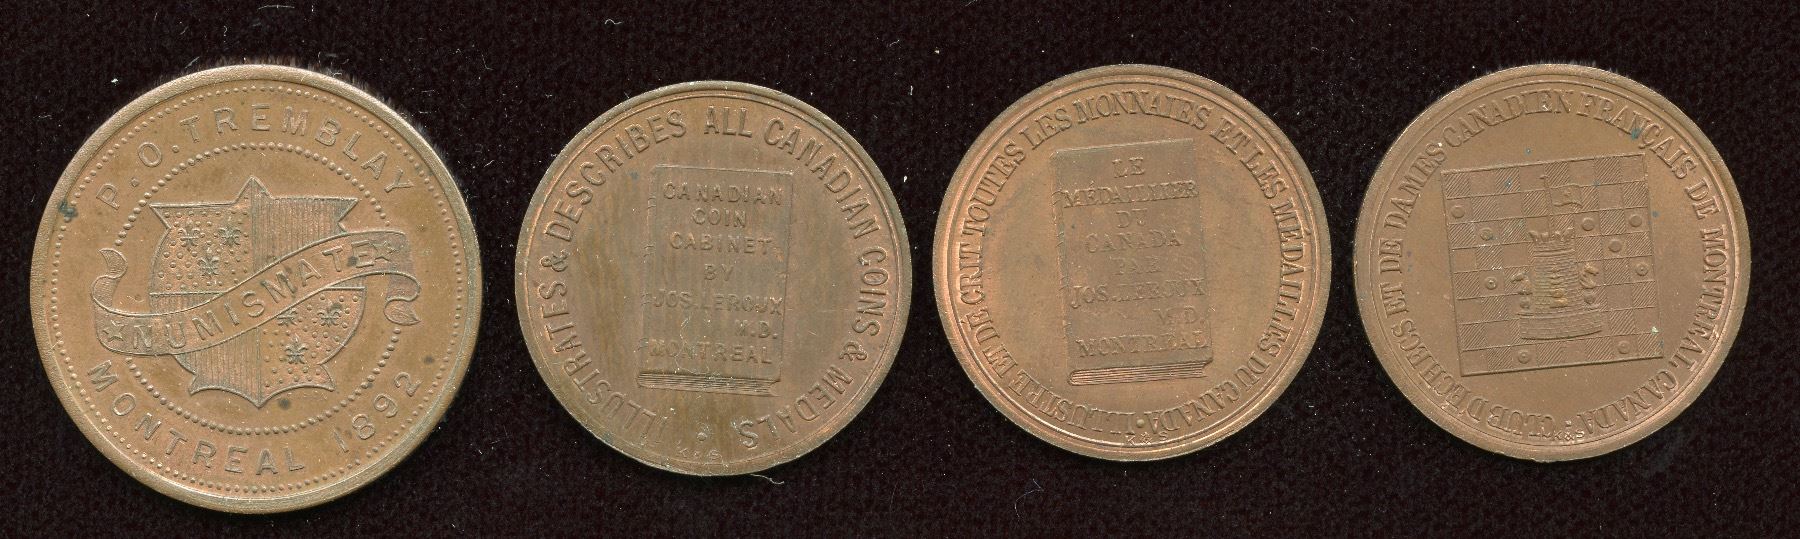 P. O. TREMBLAY
NUMISMATE
MONTREAL 1892
ILLUSTRATES & DESCRIBES ALL CANADIAN COINS & MEDALS
CANADIAN
COIN
CABINET
BY
JOS. LEROUX
M.D.
MONTREAL
K & S
ILLUSTRE ET DECRIT TOUTES LES MONNAIES ET LES MÉDAILLES DU CANADA
LE
MÉDAILLIER
DU
CANADA
PAR
JOS. LEROUX
M.D.
MONTREAL
K & S
CLUB D'ECHECS ET DE DAMES CANADIEN FRANÇAIS DE MONTRÉAL, CANADA
K & S